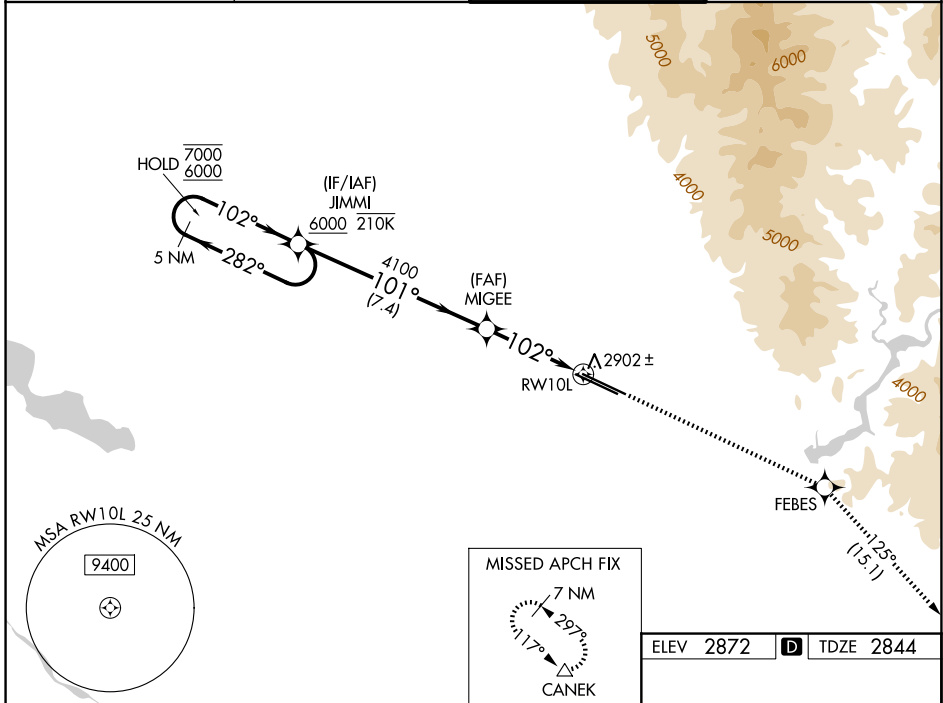 5000
6000
HOLD 7000
6000
(IF/IAF)
JIMMI
6000 210K
102°
4000
5 NM
282°
5000
4100
101°
(7.4)
(FAF)
MIGEE
102°
2902 ±
RW10L
4000
FEBES
125°
(15.1)
MSA RW10L 25 NM
9400
MISSED APCH FIX
7 NM
297°
117°
CANEK
ELEV 2872 D TDZE 2844